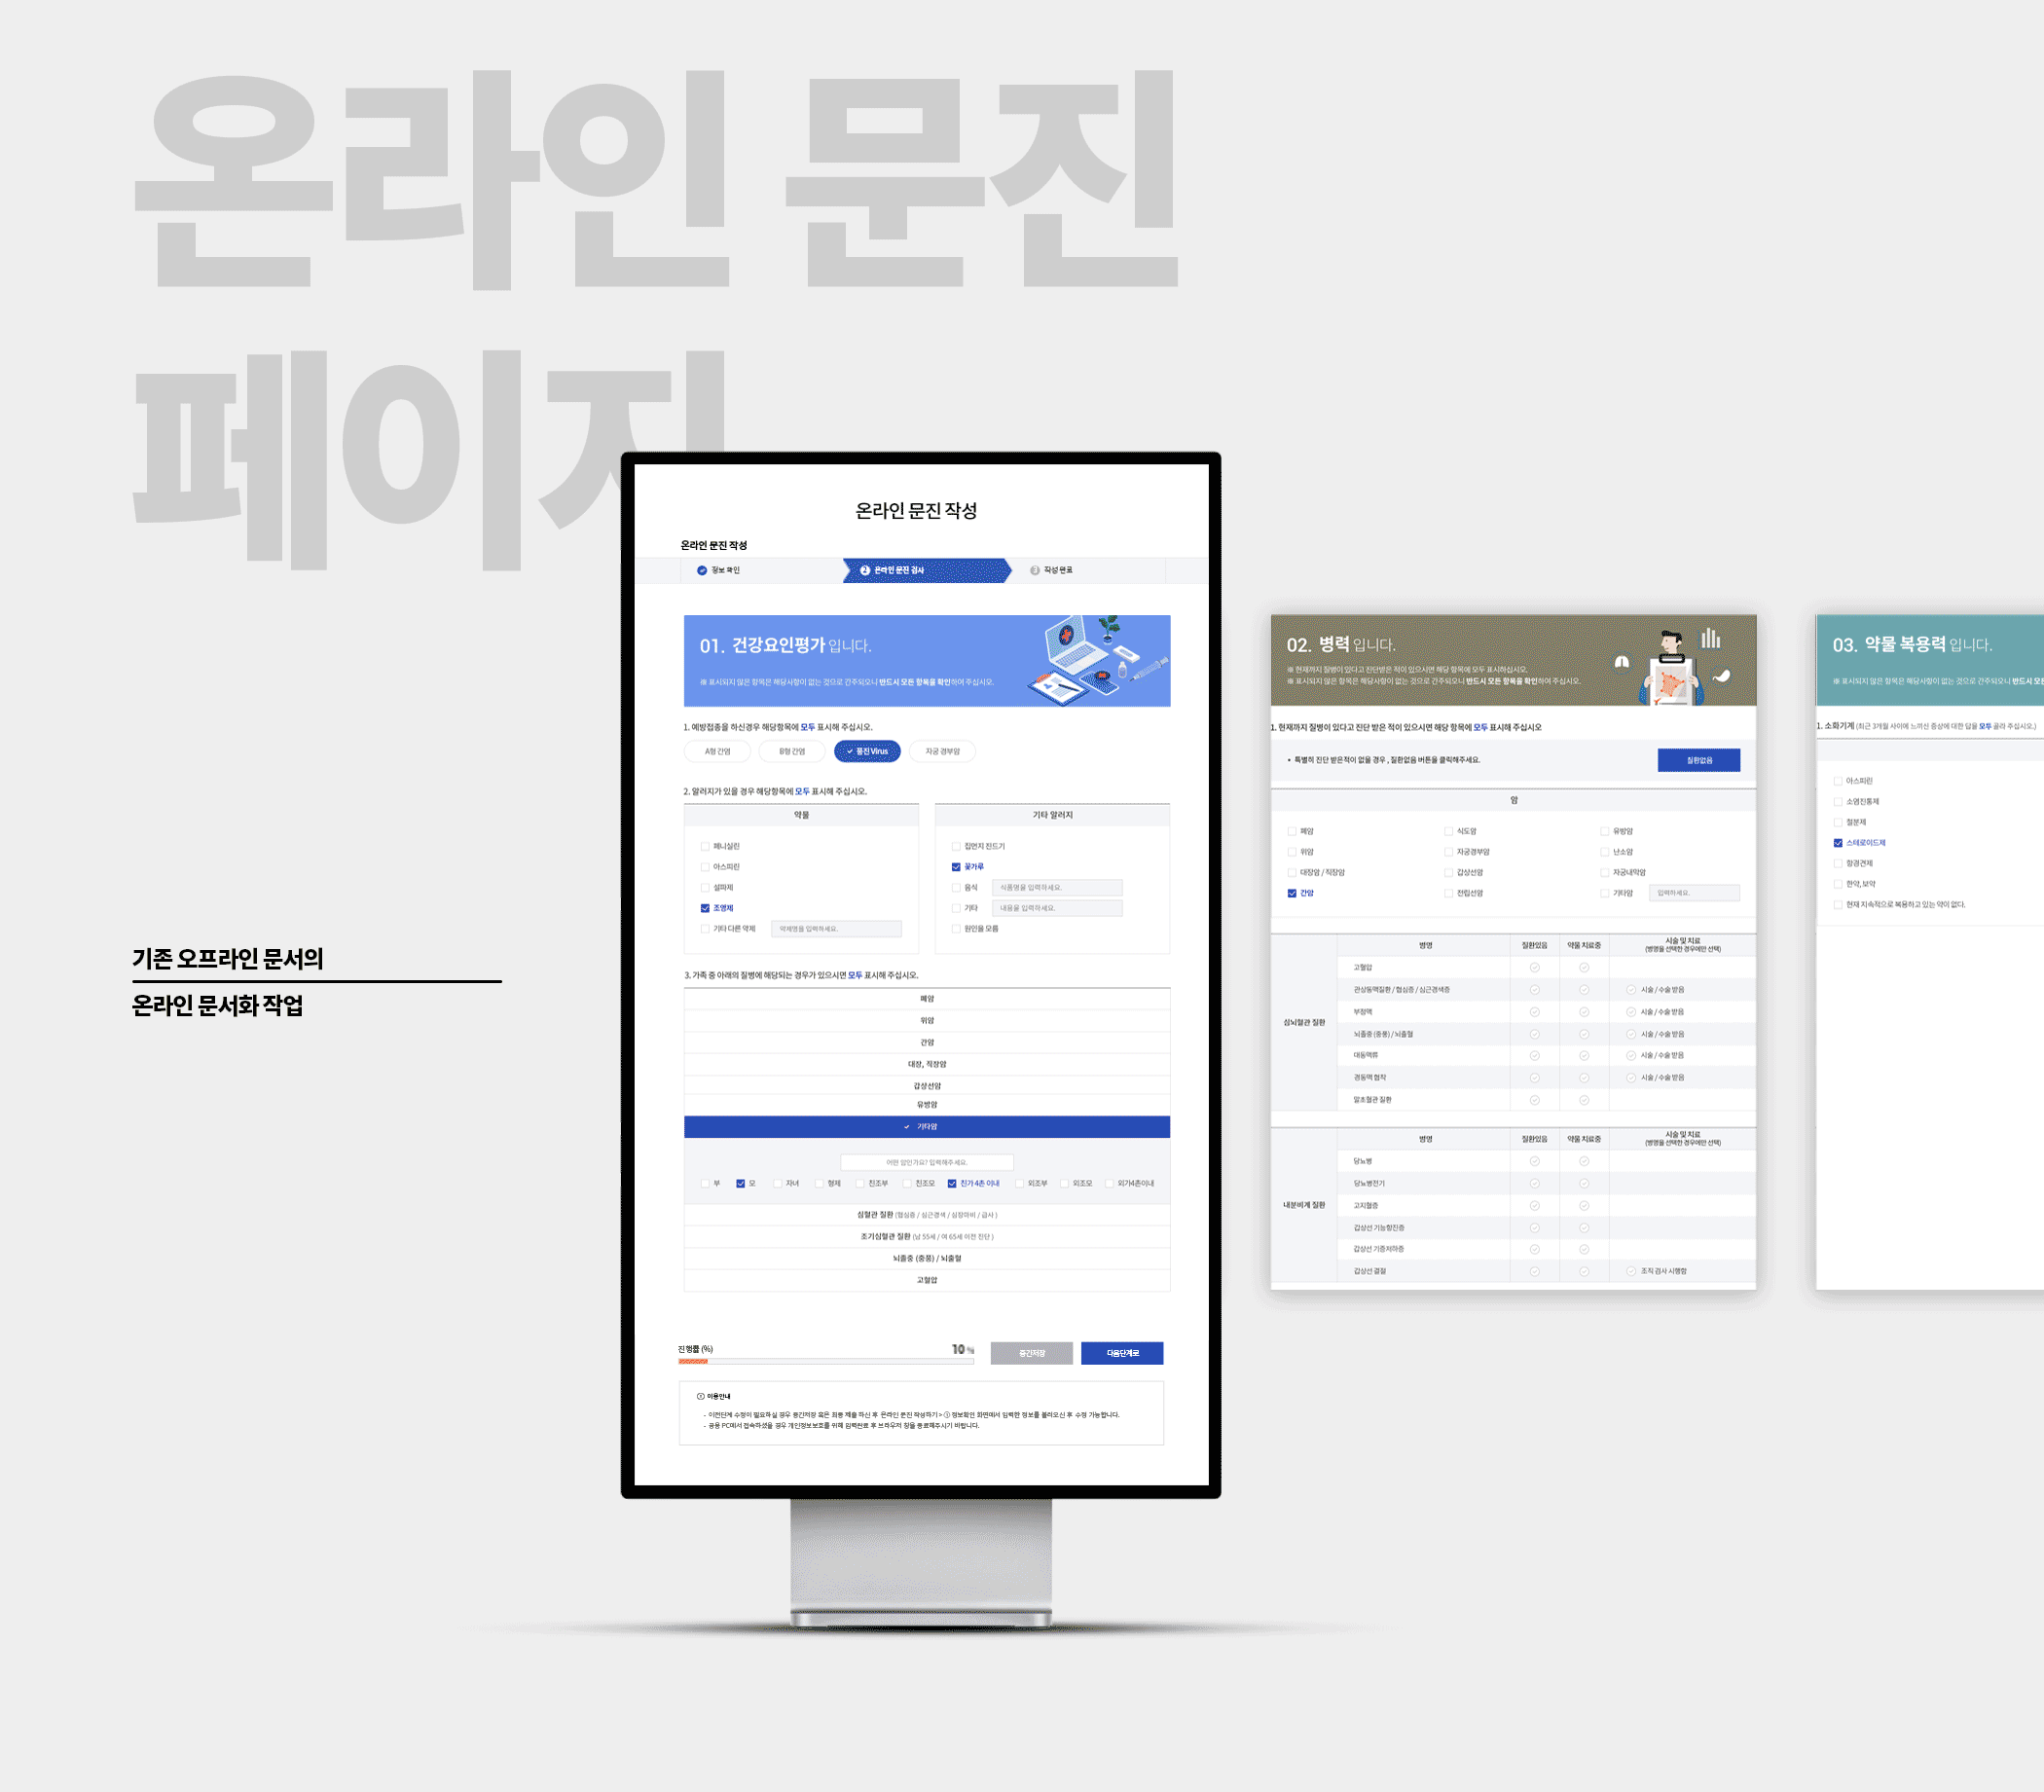 온라인 문진
페이지
기존 오프라인 문서의
온라인 문서화 작업
온라인 문진 작성
온라인 문진 작성
정보 확인
2 온라인 문진 검사
3 작성 완료
01. 건강요인평가 입니다.
※ 표시되지 않은 항목은 해당사항이 없는 것으로 간주되오니 반드시 모든 항목을 확인하여 주십시오.
1. 예방접종을 하신경우 해당항목에 모두 표시해 주십시오.
A형 간염
B형 간염
풍진 Virus
자궁 경부암
2. 알러지가 있을 경우 해당항목에 모두 표시해 주십시오.
약물
페니실린
아스피린
설파제
조영제
기타 다른 약제
약제명을 입력하세요.
기타 알러지
집먼지 진드기
꽃가루
음식
식품명을 입력하세요.
기타
내용을 입력하세요.
원인을 모름
3. 가족 중 아래의 질병에 해당되는 경우가 있으시면 모두 표시해 주십시오.
폐암
위암
간암
대장, 직장암
갑상선암
유방암
기타암
어떤 암인가요? 입력해주세요.
부
모
자녀
형제
친조부
친조모
친가 4촌 이내
외조부
외조모
외가4촌이내
심혈관 질환 (협심증 / 심근경색 / 심장마비 / 급사 )
조기심혈관 질환 (남 55세 / 여 65세 이전 진단 )
뇌졸중 (중풍) / 뇌출혈
고혈압
진행률 (%)
10 %
중간저장
다음단계로
이용안내
- 이전단계 수정이 필요하실 경우 중간저장 혹은 최종 제출 하신 후 온라인 문진 작성하기 > ① 정보확인 화면에서 입력한 정보를 불러오신 후 수정 가능합니다.
- 공용 PC에서 접속하셨을 경우 개인정보보호를 위해 입력완료 후 브라우저 창을 종료해주시기 바랍니다.
02. 병력 입니다.
※ 현재까지 질병이 있다고 진단받은 적이 있으시면 해당 항목에 모두 표시하십시오.
※ 표시되지 않은 항목은 해당사항이 없는 것으로 간주되오니 반드시 모든 항목을 확인하여 주십시오.
1. 현재까지 질병이 있다고 진단 받은 적이 있으시면 해당 항목에 모두 표시해 주십시오
• 특별히 진단 받은적이 없을 경우 , 질환없음 버튼을 클릭해주세요.
질환없음
암
폐암
식도암
유방암
위암
자궁경부암
난소암
대장암 / 직장암
갑상선암
자궁내막암
간암
전립선암
기타암
입력하세요.
병명
질환있음
약물 치료중
시술 및 치료
(병명을 선택한 경우에만 선택)
심뇌혈관 질환
고혈압
관상동맥질환 / 협심증 / 심근경색증
시술 / 수술 받음
부정맥
시술 / 수술 받음
뇌졸중 (중풍) / 뇌출혈
시술 / 수술 받음
대동맥류
시술 / 수술 받음
경동맥 협착
시술 / 수술 받음
말초혈관 질환
병명
질환있음
약물 치료중
시술 및 치료
(병명을 선택한 경우에만 선택)
내분비계 질환
당뇨병
당뇨병전기
고지혈증
갑상선 기능항진증
갑상선 기증저하증
갑상선 결절
조직 검사 시행함
03. 약물 복용력 입니다.
※ 표시되지 않은 항목은 해당사항이 없는 것으로 간주되오니 반드시 모든
1. 소화기계 (최근 3개월 사이에 느끼신 증상에 대한 답을 모두 골라 주십시오.)
아스피린
소염진통제
철분제
스테로이드제
항경견제
한약, 보약
현재 지속적으로 복용하고 있는 약이 없다.